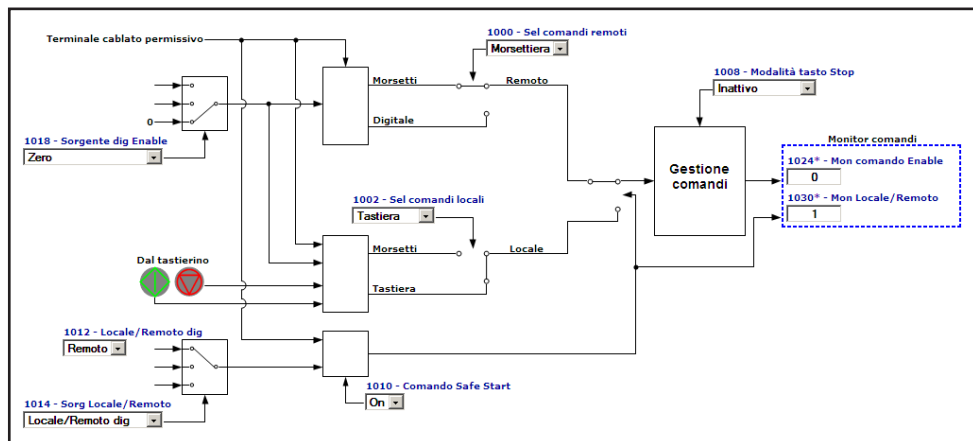 Terminale cablato permissivo
1000 - Sel comandi remoti
Morsettiera
1008 - Modalità tasto Stop
Inattivo
Morsetti
Remoto
0
Digitale
1018 - Sorgente dig Enable
Zero
Monitor comandi
1024* - Mon comando Enable
0
Gestione
comandi
1030* - Mon Locale/Remoto
1
1002 - Sel comandi locali
Tastiera
Morsetti
Locale
Dal tastierino
Tastiera
1012 - Locale/Remoto dig
Remoto
1010 - Comando Safe Start
On
1014 - Sorg Locale/Remoto
Locale/Remoto dig